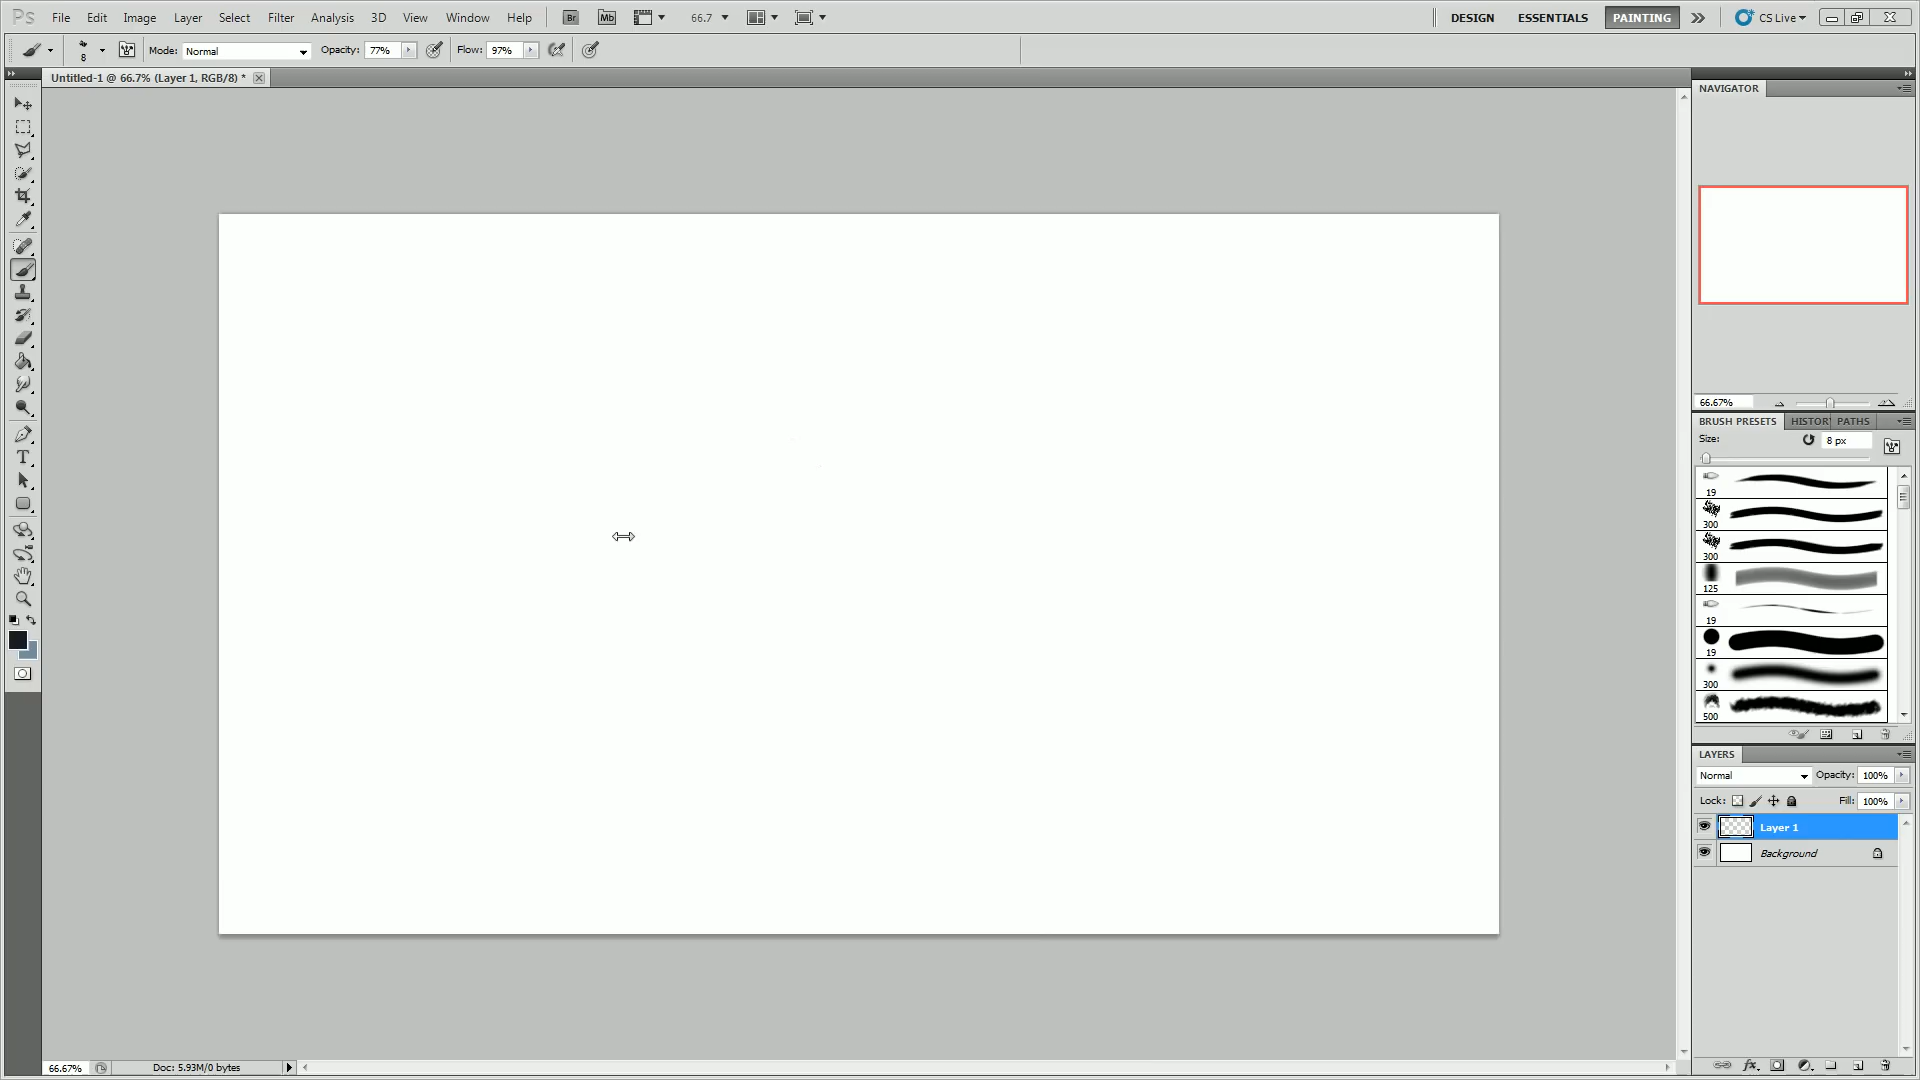 Ps File Edit Image Layer Select Filter Analysis 3D View Window Help Br Mb 66.7 DESIGN ESSENTIALS PAINTING CS Live
8 Mode: Normal Opacity: 77% Flow: 97%
Untitled-1 @ 66.7% (Layer 1, RGB/8) *
NAVIGATOR
66.67%
BRUSH PRESETS HISTOR PATHS
Size: 8 px
19
300
300
125
19
19
300
500
LAYERS
Normal Opacity: 100%
Lock: Fill: 100%
Layer 1
Background
T
fx
66.67% Doc: 5.93M/0 bytes